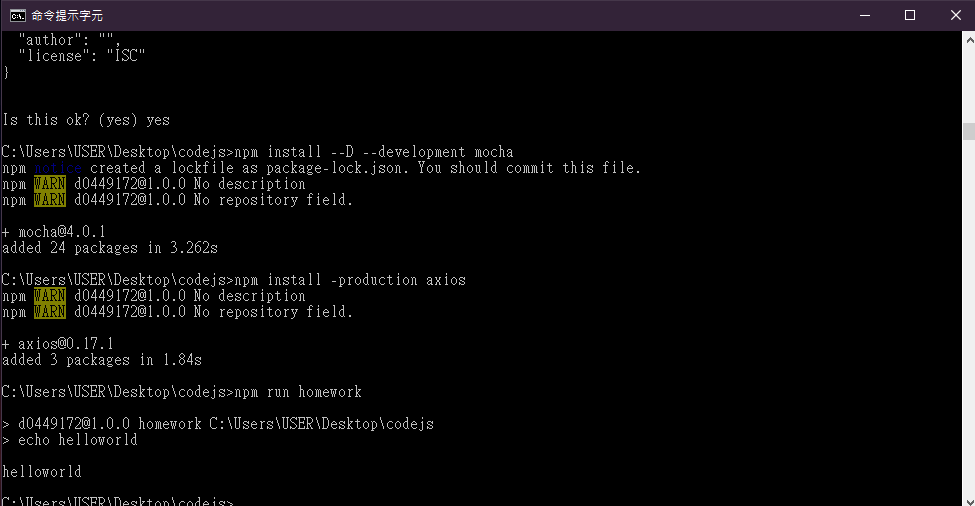 命令提示字元
"author": "",
"license": "ISC"
}
Is this ok? (yes) yes
C:\Users\USER\Desktop\codejs>npm install --D --development mocha
npm notice created a lockfile as package-lock.json. You should commit this file.
npm WARN d0449172@1.0.0 No description
npm WARN d0449172@1.0.0 No repository field.
+ mocha@4.0.1
added 24 packages in 3.262s
C:\Users\USER\Desktop\codejs>npm install -production axios
npm WARN d0449172@1.0.0 No description
npm WARN d0449172@1.0.0 No repository field.
+ axios@0.17.1
added 3 packages in 1.84s
C:\Users\USER\Desktop\codejs>npm run homework
> d0449172@1.0.0 homework C:\Users\USER\Desktop\codejs
> echo helloworld
helloworld
C:\Users\USER\Desktop\codejs>